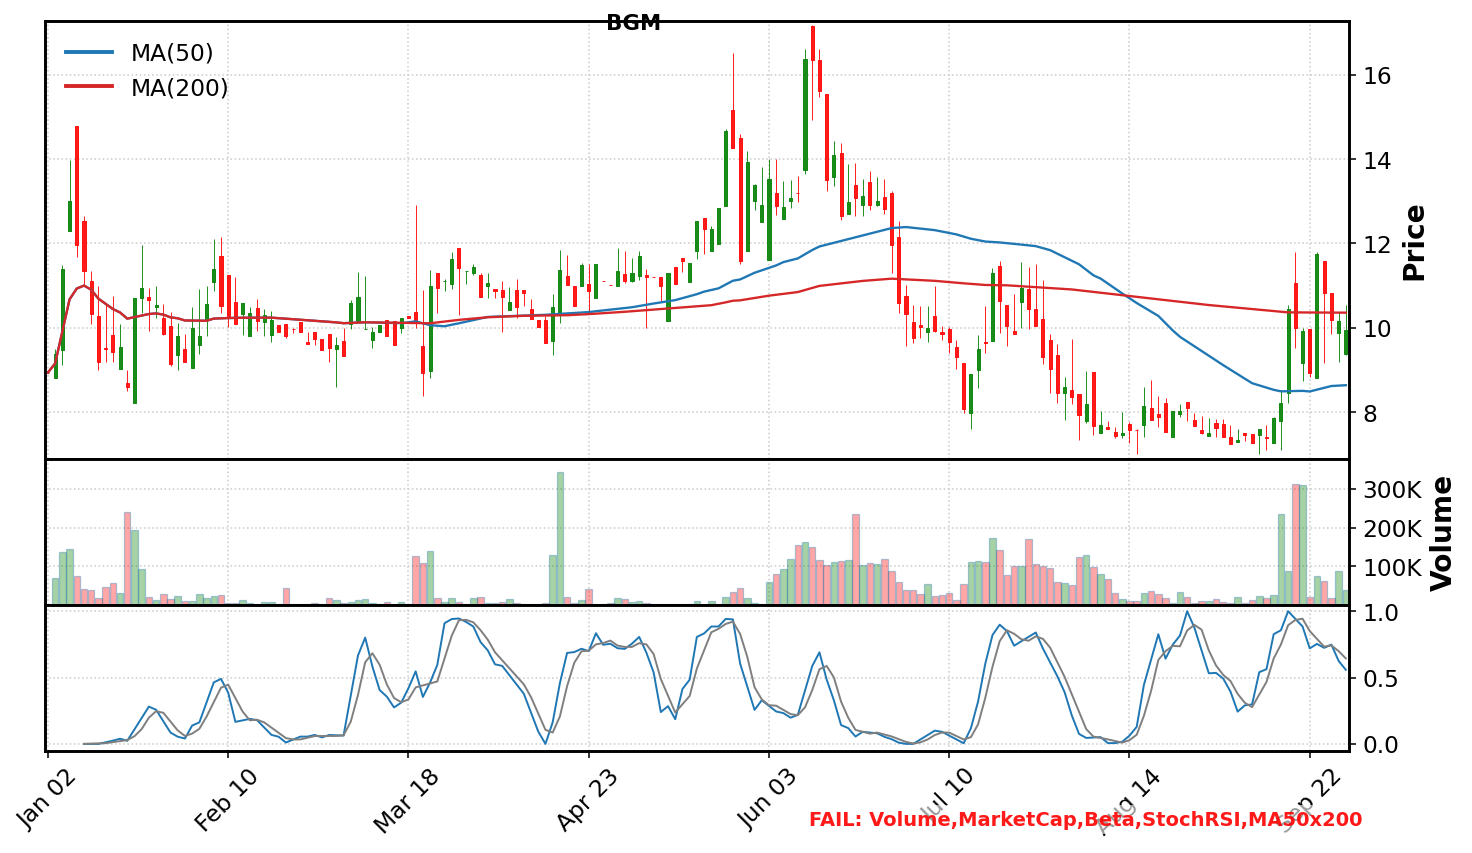 BGM
MA(50)
MA(200)
16
14
12
10
8
Price
300K
200K
100K
Volume
1.0
0.5
0.0
Jan 02
Feb 10
Mar 18
Apr 23
Jun 03
Jul 10
Aug 14
Sep 22
FAIL: Volume,MarketCap,Beta,StochRSI,MA50x200